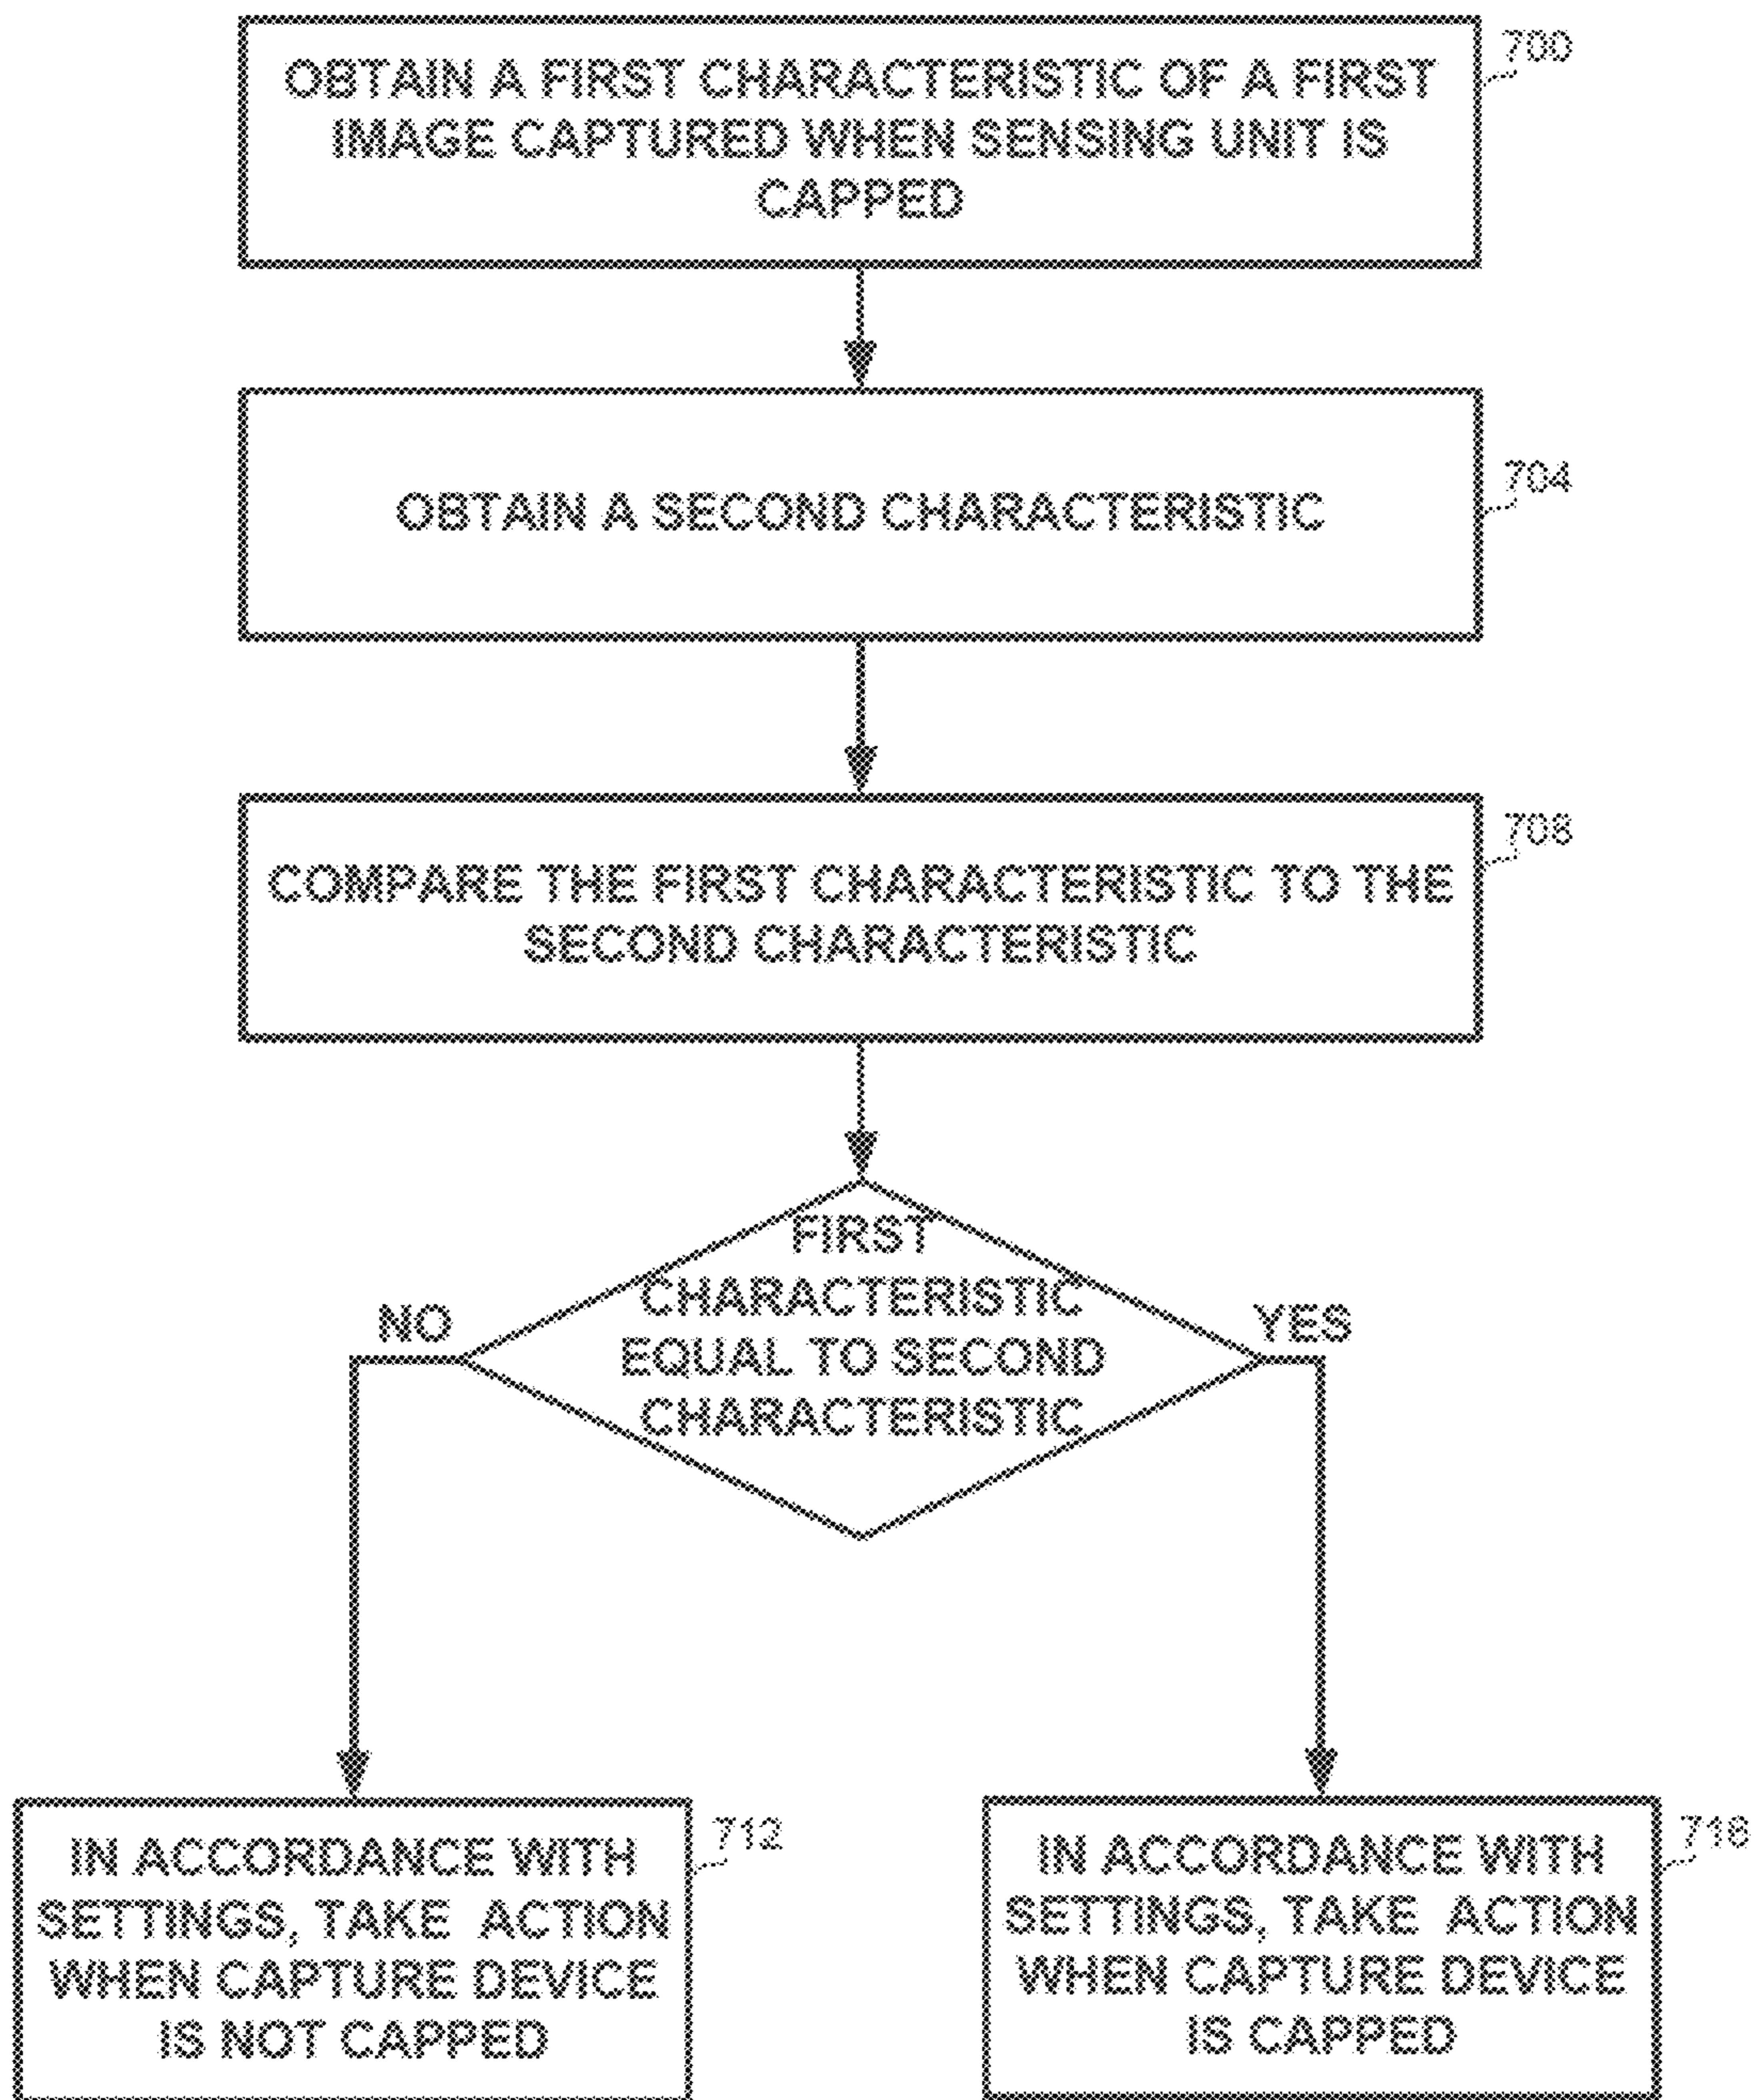 OBTAIN A FIRST CHARACTERISTIC OF A FIRST
IMAGE CAPTURED WHEN SENSING UNIT IS
CAPPED
700
OBTAIN A SECOND CHARACTERISTIC
704
COMPARE THE FIRST CHARACTERISTIC TO THE
SECOND CHARACTERISTIC
708
FIRST
CHARACTERISTIC
EQUAL TO SECOND
CHARACTERISTIC
NO
YES
IN ACCORDANCE WITH
SETTINGS, TAKE ACTION
WHEN CAPTURE DEVICE
IS NOT CAPPED
712
IN ACCORDANCE WITH
SETTINGS, TAKE ACTION
WHEN CAPTURE DEVICE
IS CAPPED
716